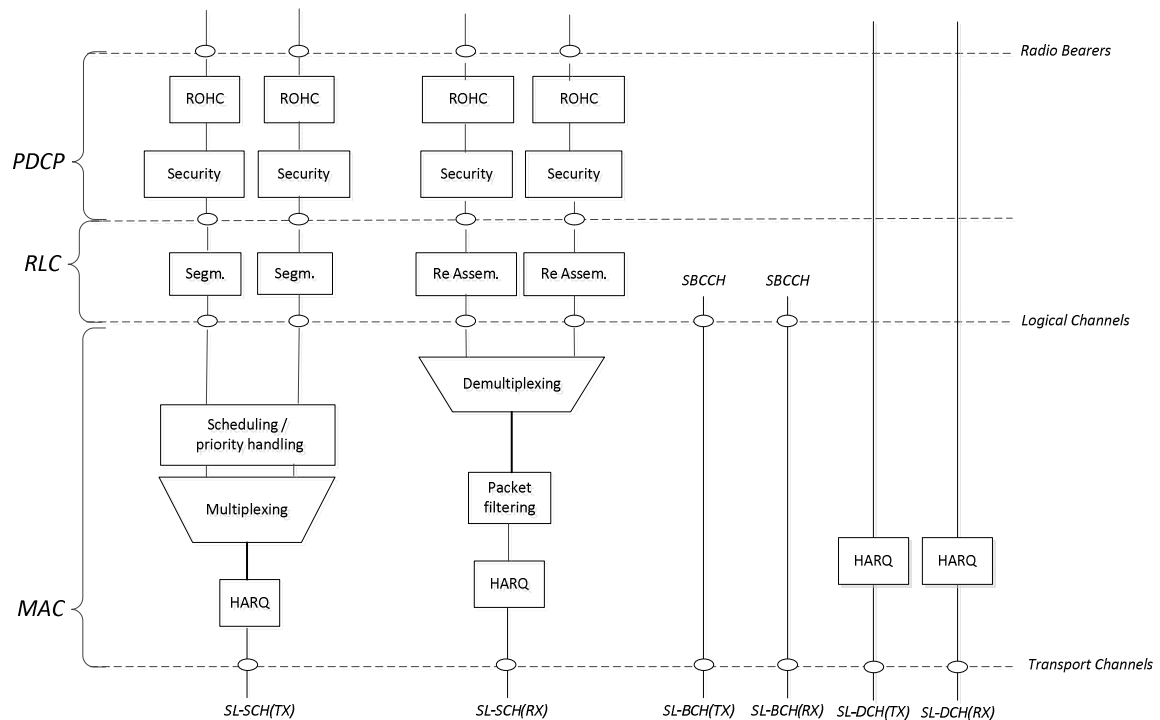 Radio Bearers
ROHC
ROHC
ROHC
ROHC
PDCP
Security
Security
Security
Security
RLC
Segm.
Segm.
Re Assem.
Re Assem.
SBCCH
SBCCH
Logical Channels
Demultiplexing
Scheduling /
priority handling
Packet
filtering
Multiplexing
HARQ
HARQ
HARQ
HARQ
MAC
Transport Channels
SL-SCH(TX)
SL-SCH(RX)
SL-BCH(TX)
SL-BCH(RX)
SL-DCH(TX)
SL-DCH(RX)